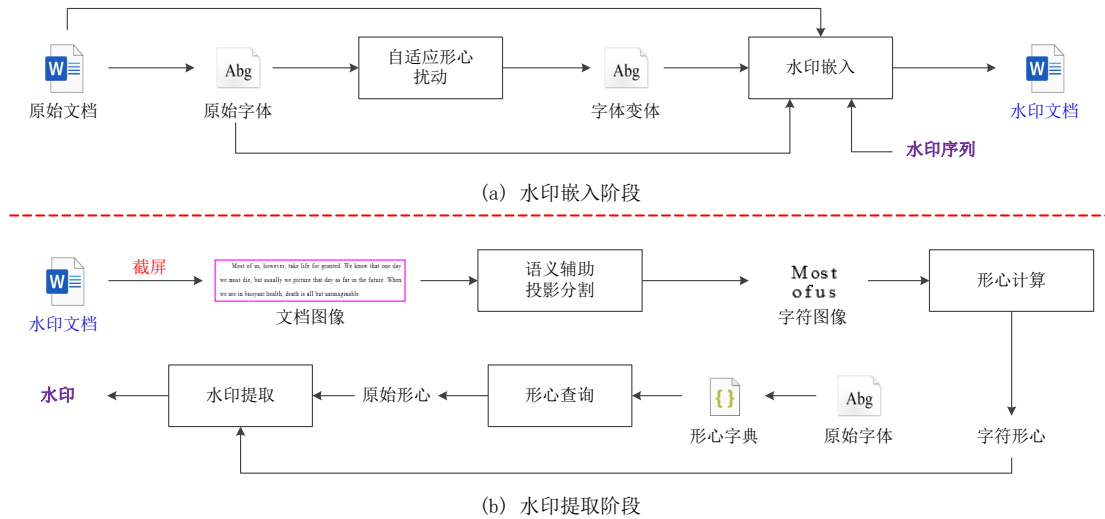 W
原始文档
Abg
原始字体
自适应形心
扰动
Abg
字体变体
水印嵌入
W
水印文档
水印序列
(a) 水印嵌入阶段
W
水印文档
截屏
Most of us, however, take life for granted. We know that one day
we must die, but usually we picture that day as far in the future. When
we are in buoyant health, death is all but unimaginable.
文档图像
语义辅助
投影分割
Most
of us
字符图像
形心计算
水印
水印提取
原始形心
形心查询
{ }
形心字典
Abg
原始字体
字符形心
(b) 水印提取阶段